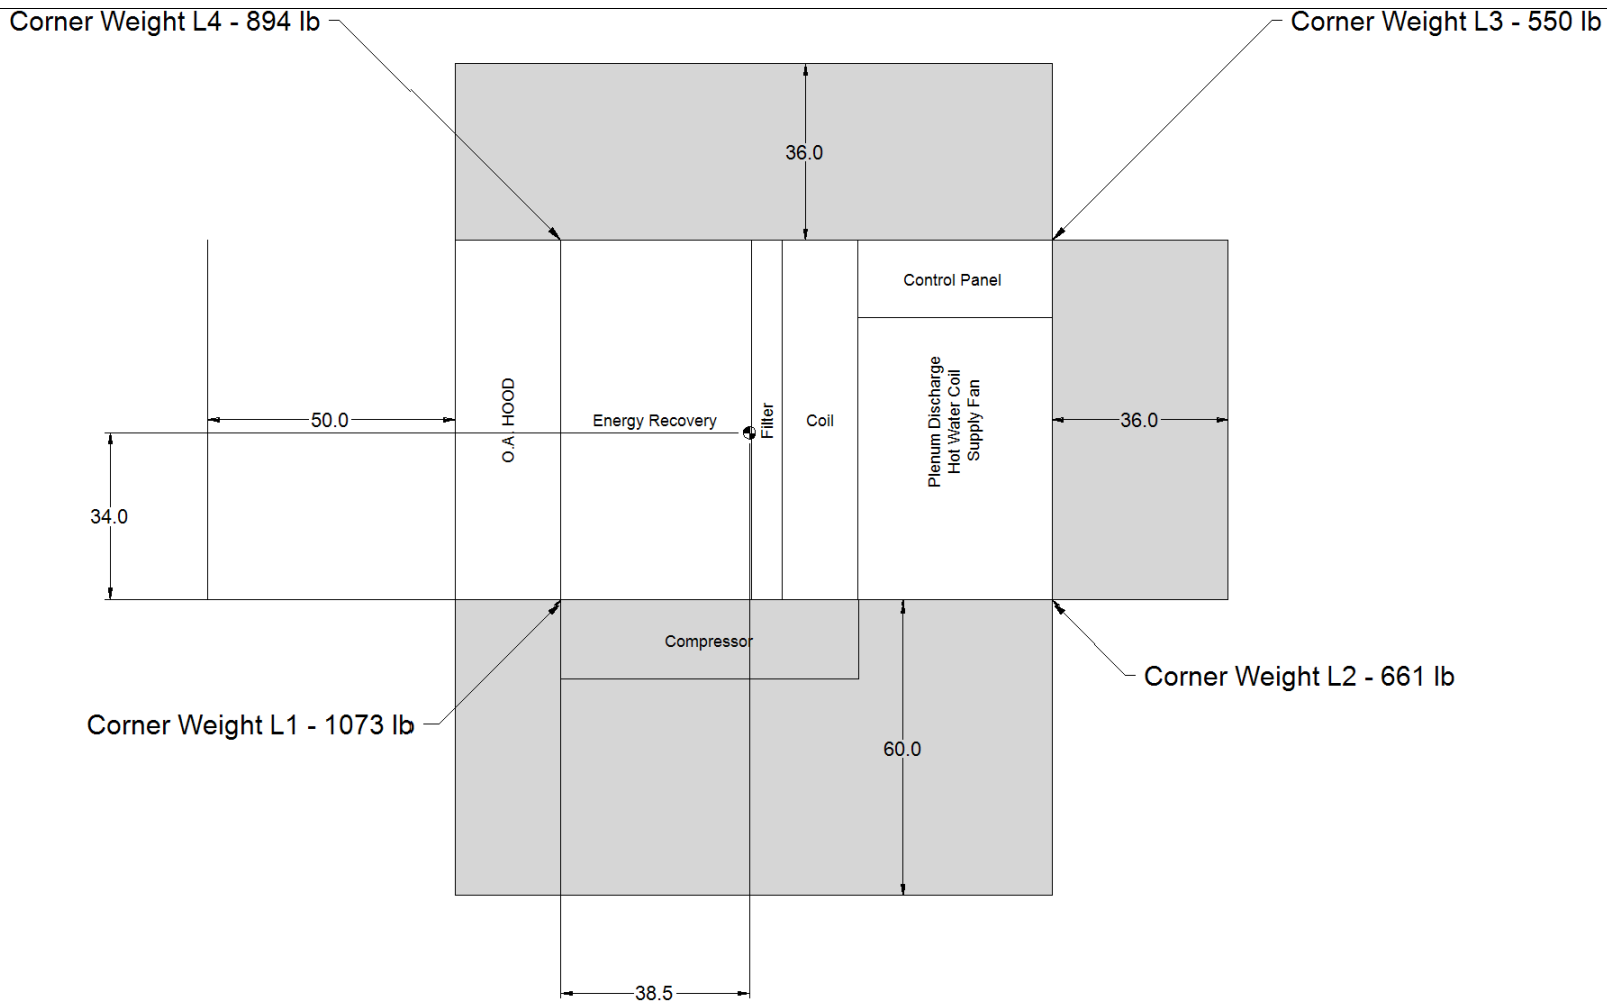 Corner Weight L4 - 894 lb
Corner Weight L3 - 550 lb
36.0
Control Panel
O.A. HOOD
Energy Recovery
Filter
Coil
Plenum Discharge
Hot Water Coil
Supply Fan
50.0
36.0
34.0
Compressor
Corner Weight L2 - 661 lb
Corner Weight L1 - 1073 lb
60.0
38.5